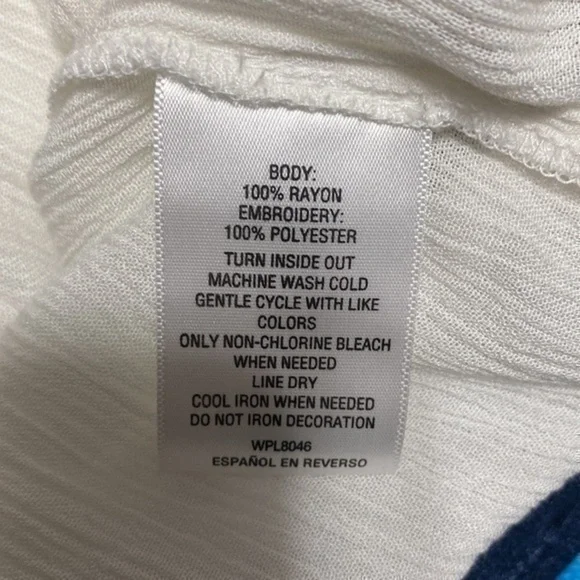 BODY:
100% RAYON
EMBROIDERY:
100% POLYESTER
TURN INSIDE OUT
MACHINE WASH COLD
GENTLE CYCLE WITH LIKE
COLORS
ONLY NON-CHLORINE BLEACH
WHEN NEEDED
LINE DRY
COOL IRON WHEN NEEDED
DO NOT IRON DECORATION
WPL8046
ESPAÑOL EN REVERSO